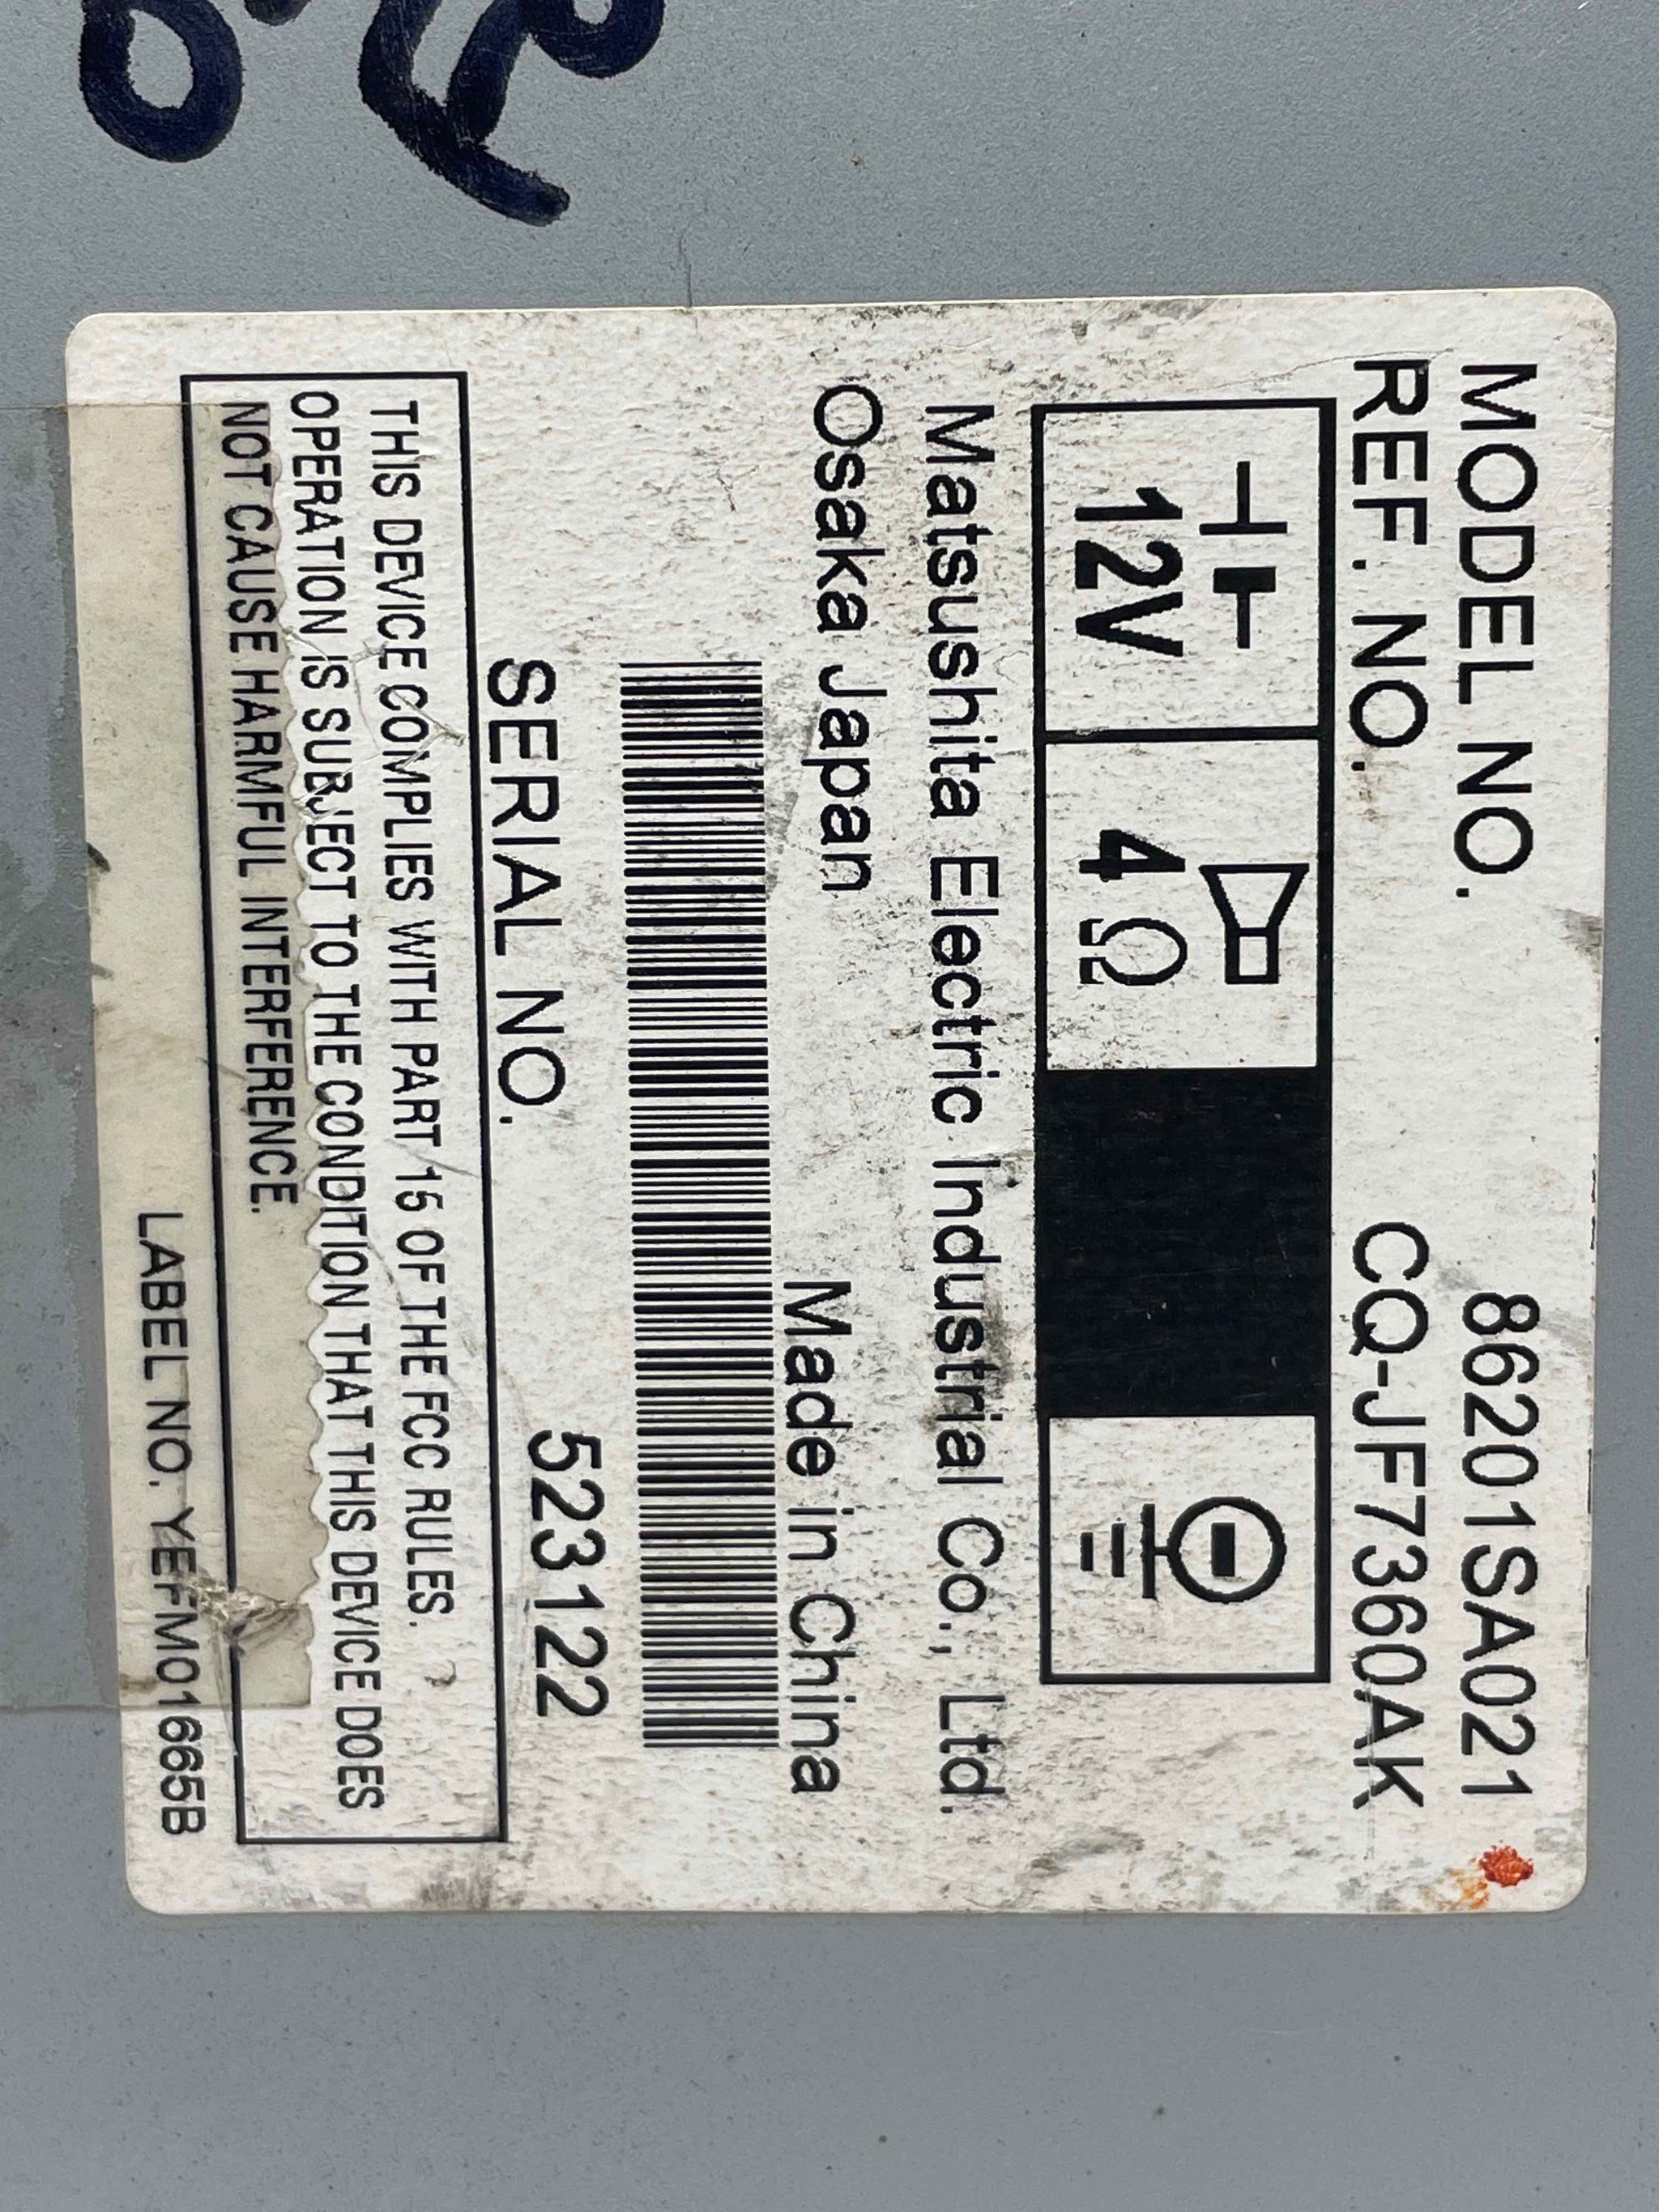 MODEL NO. 86201SA021
REF. NO. CQ-JF7360AK
12V 4Ω
Matsushita Electric Industrial Co., Ltd.
Osaka Japan Made in China
SERIAL NO. 523122
THIS DEVICE COMPLIES WITH PART 15 OF THE FCC RULES.
OPERATION IS SUBJECT TO THE CONDITION THAT THIS DEVICE DOES
NOT CAUSE HARMFUL INTERFERENCE.
LABEL NO. YEFM01665B